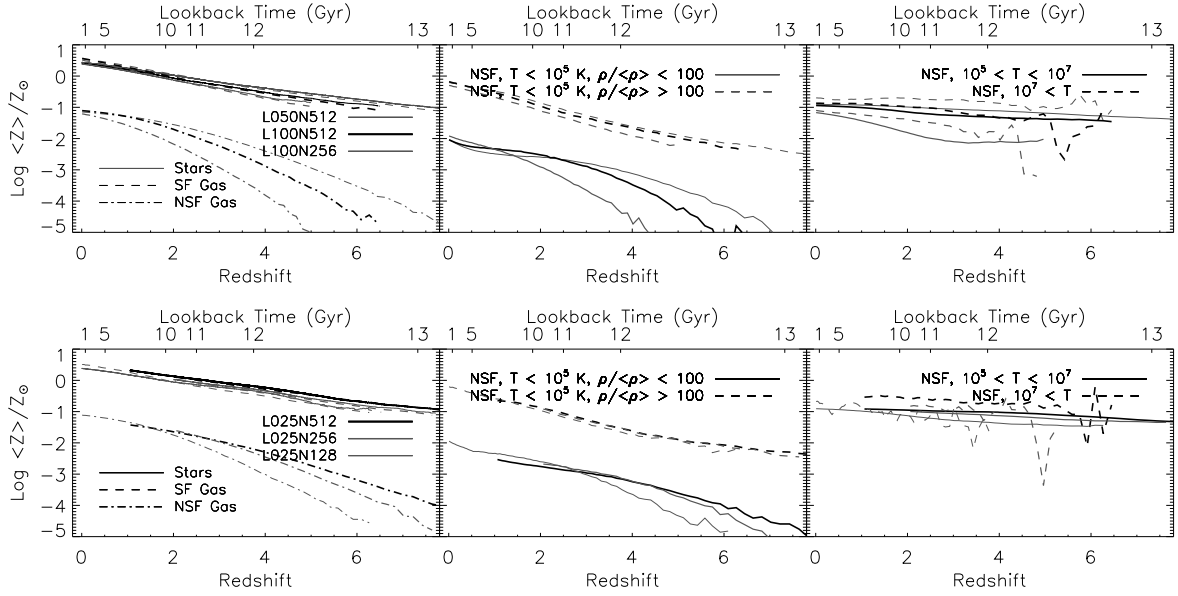 Lookback Time (Gyr) Lookback Time (Gyr) Lookback Time (Gyr)
1 5 10 11 12 13 1 5 10 11 12 13 1 5 10 11 12 13
1
0
−1
−2
−3
−4
−5
Log <Z>/Z⊙
L050N512
L100N512
L100N256
Stars
SF Gas
NSF Gas
NSF, T < 10⁵ K, ρ/<ρ> < 100
NSF, T < 10⁵ K, ρ/<ρ> > 100
NSF, 10⁵ < T < 10⁷
NSF, 10⁷ < T
0 2 4 6 0 2 4 6 0 2 4 6
Redshift Redshift Redshift
Lookback Time (Gyr) Lookback Time (Gyr) Lookback Time (Gyr)
1 5 10 11 12 13 1 5 10 11 12 13 1 5 10 11 12 13
1
0
−1
−2
−3
−4
−5
Log <Z>/Z⊙
L025N512
L025N256
L025N128
Stars
SF Gas
NSF Gas
NSF, T < 10⁵ K, ρ/<ρ> < 100
NSF, T < 10⁵ K, ρ/<ρ> > 100
NSF, 10⁵ < T < 10⁷
NSF, 10⁷ < T
0 2 4 6 0 2 4 6 0 2 4 6
Redshift Redshift Redshift